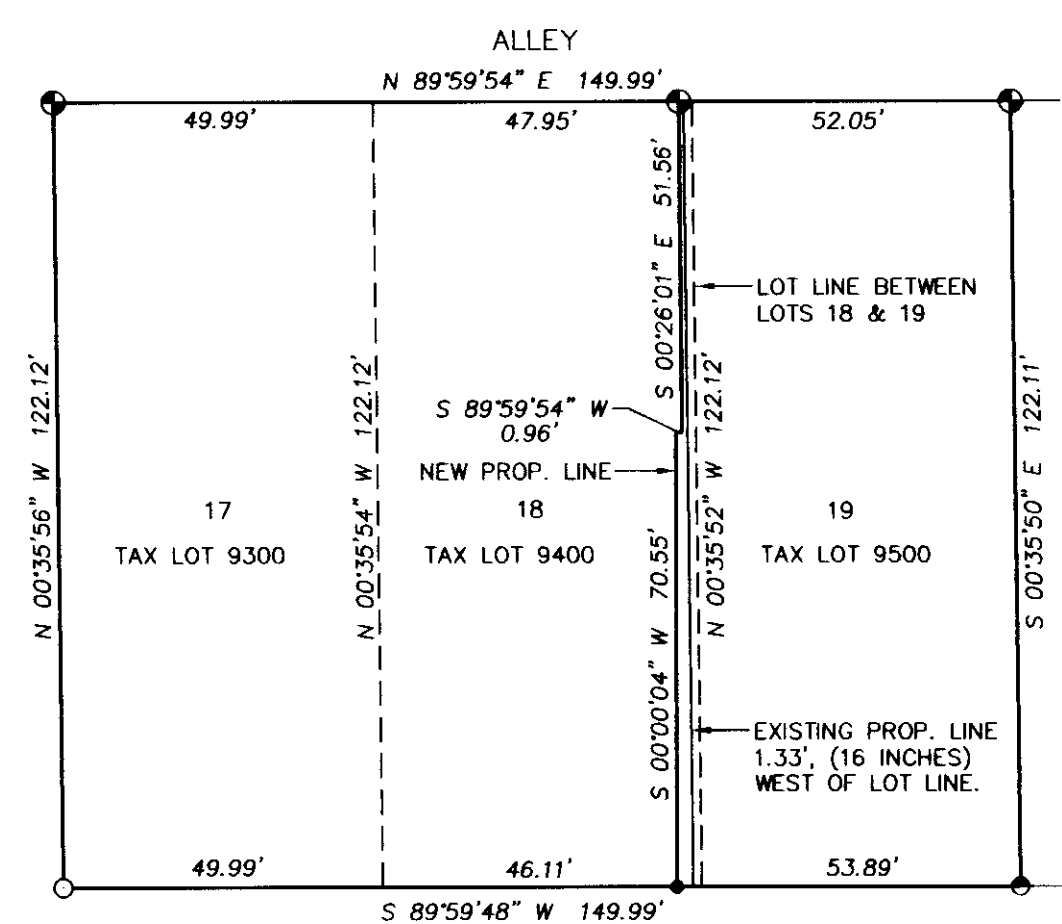 ALLEY
N 89°59'54" E 149.99'
49.99'
47.95'
52.05'
S 00°26'01" E 51.56'
LOT LINE BETWEEN
LOTS 18 & 19
N 00°35'56" W 122.12'
N 00°35'54" W 122.12'
S 89°59'54" W
0.96'
N 00°35'52" W 122.12'
S 00°35'50" E 122.11'
NEW PROP. LINE
17
18
19
TAX LOT 9300
TAX LOT 9400
TAX LOT 9500
S 00°00'04" W 70.55'
EXISTING PROP. LINE
1.33', (16 INCHES)
WEST OF LOT LINE.
49.99'
46.11'
53.89'
S 89°59'48" W 149.99'